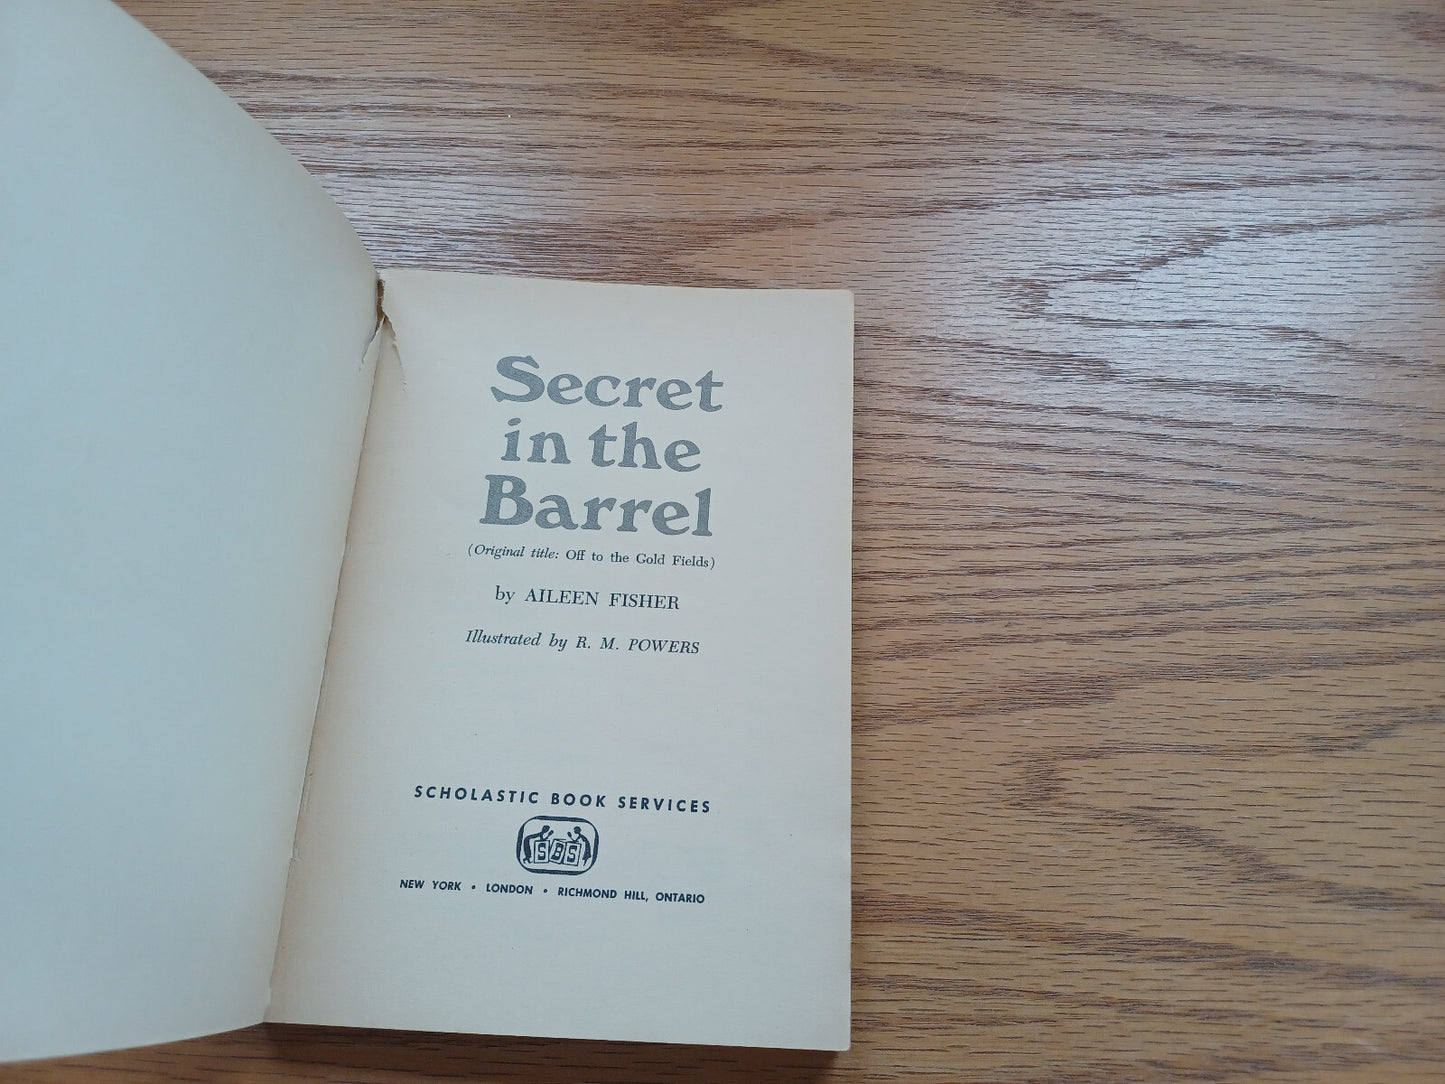 Secret
in the
Barrel
(Original title: Off to the Gold Fields)
by AILEEN FISHER
Illustrated by R. M. POWERS
SCHOLASTIC BOOK SERVICES
SBS
NEW YORK • LONDON • RICHMOND HILL, ONTARIO